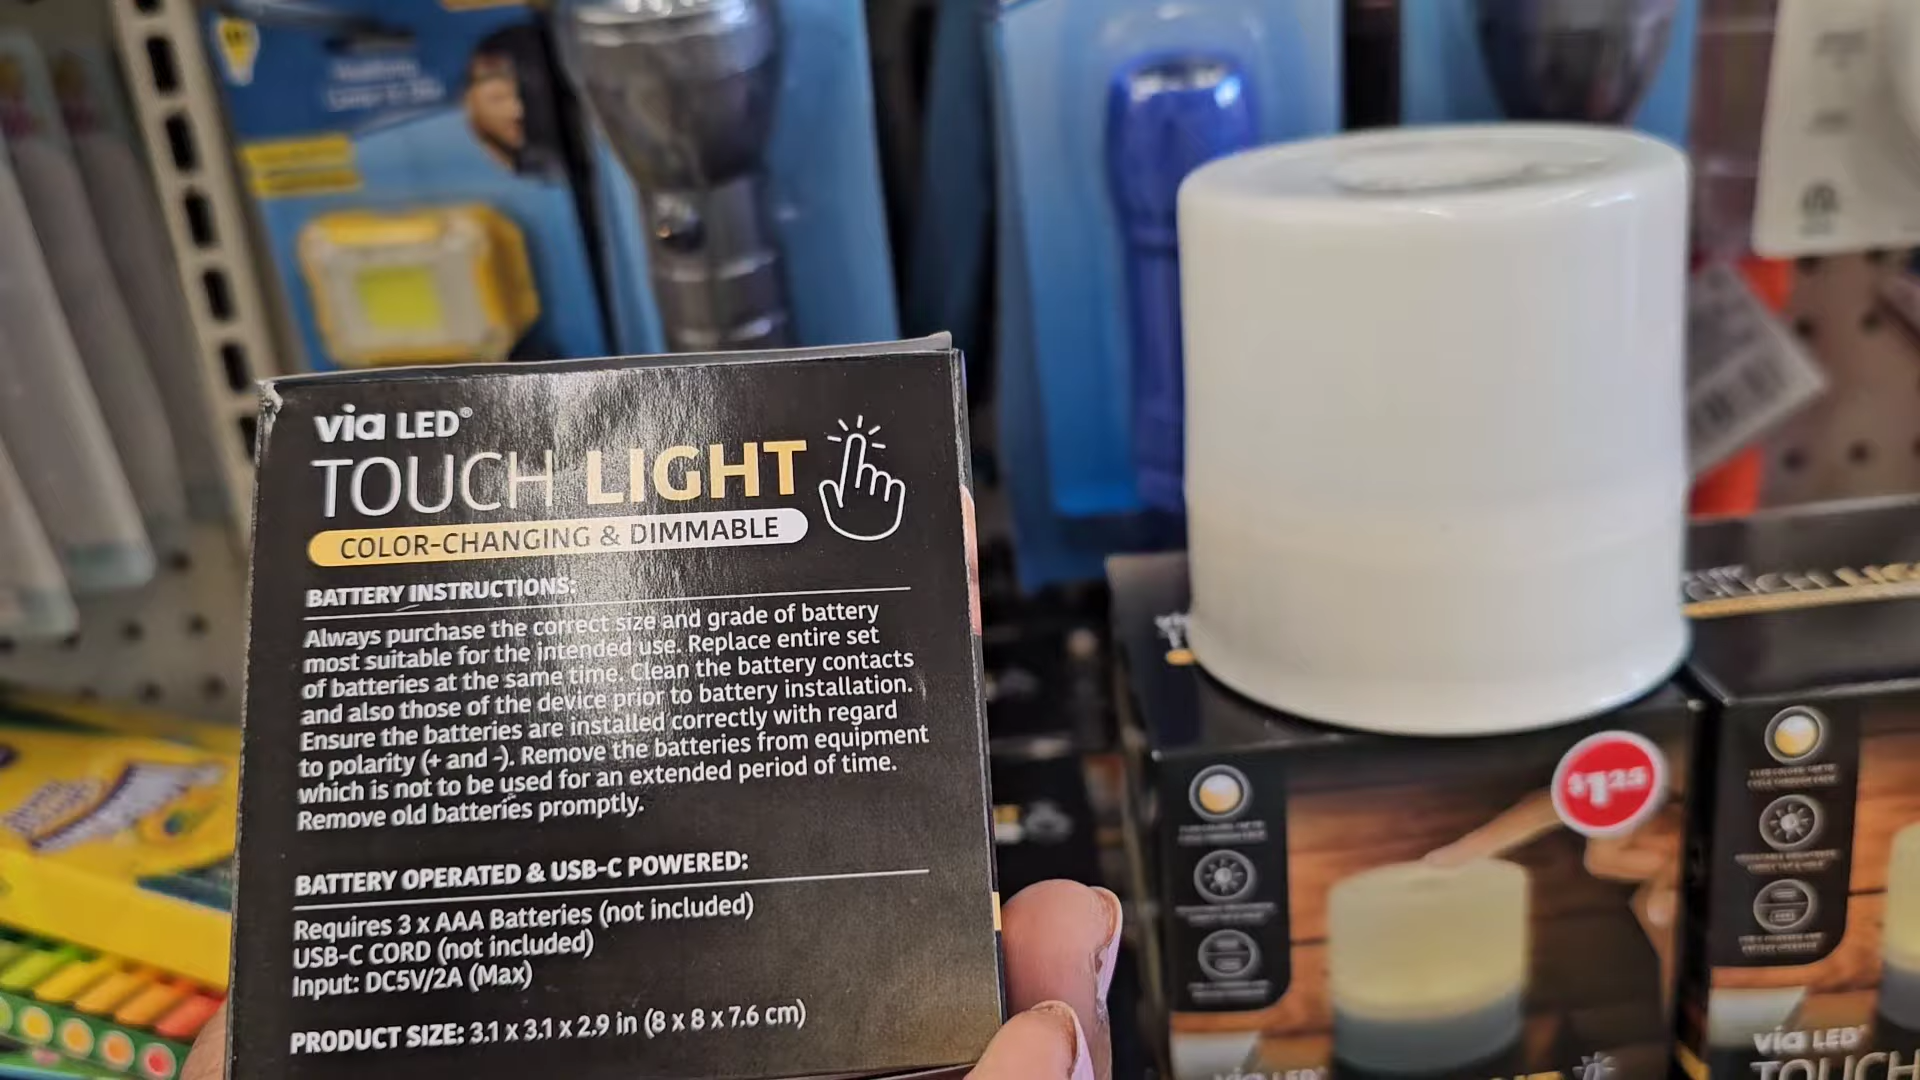 via LED®
TOUCH LIGHT
COLOR-CHANGING & DIMMABLE
BATTERY INSTRUCTIONS:
Always purchase the correct size and grade of battery
most suitable for the intended use. Replace entire set
of batteries at the same time. Clean the battery contacts
and also those of the device prior to battery installation.
Ensure the batteries are installed correctly with regard
to polarity (+ and -). Remove the batteries from equipment
which is not to be used for an extended period of time.
Remove old batteries promptly.
BATTERY OPERATED & USB-C POWERED:
Requires 3 x AAA Batteries (not included)
USB-C CORD (not included)
Input: DC5V/2A (Max)
PRODUCT SIZE: 3.1 x 3.1 x 2.9 in (8 x 8 x 7.6 cm)
$1.25
via LED
via LED
TOUCH